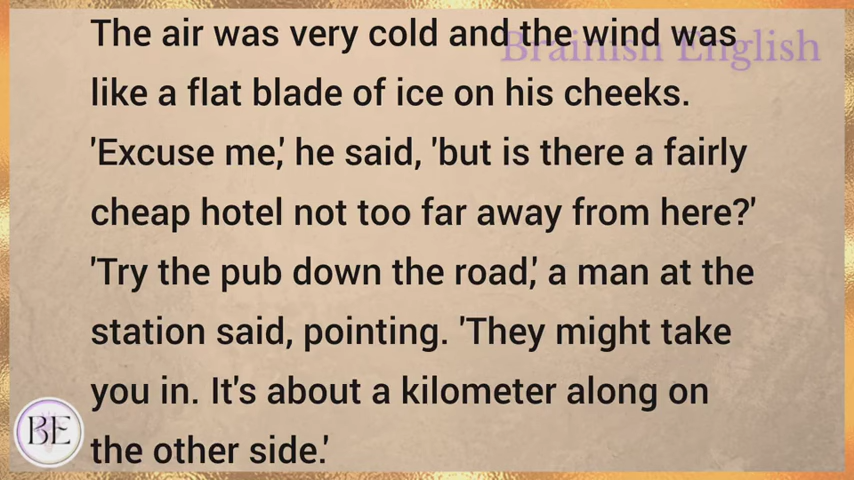 Brainish English
The air was very cold and the wind was
like a flat blade of ice on his cheeks.
'Excuse me,' he said, 'but is there a fairly
cheap hotel not too far away from here?'
'Try the pub down the road,' a man at the
station said, pointing. 'They might take
you in. It's about a kilometer along on
the other side.'
BE